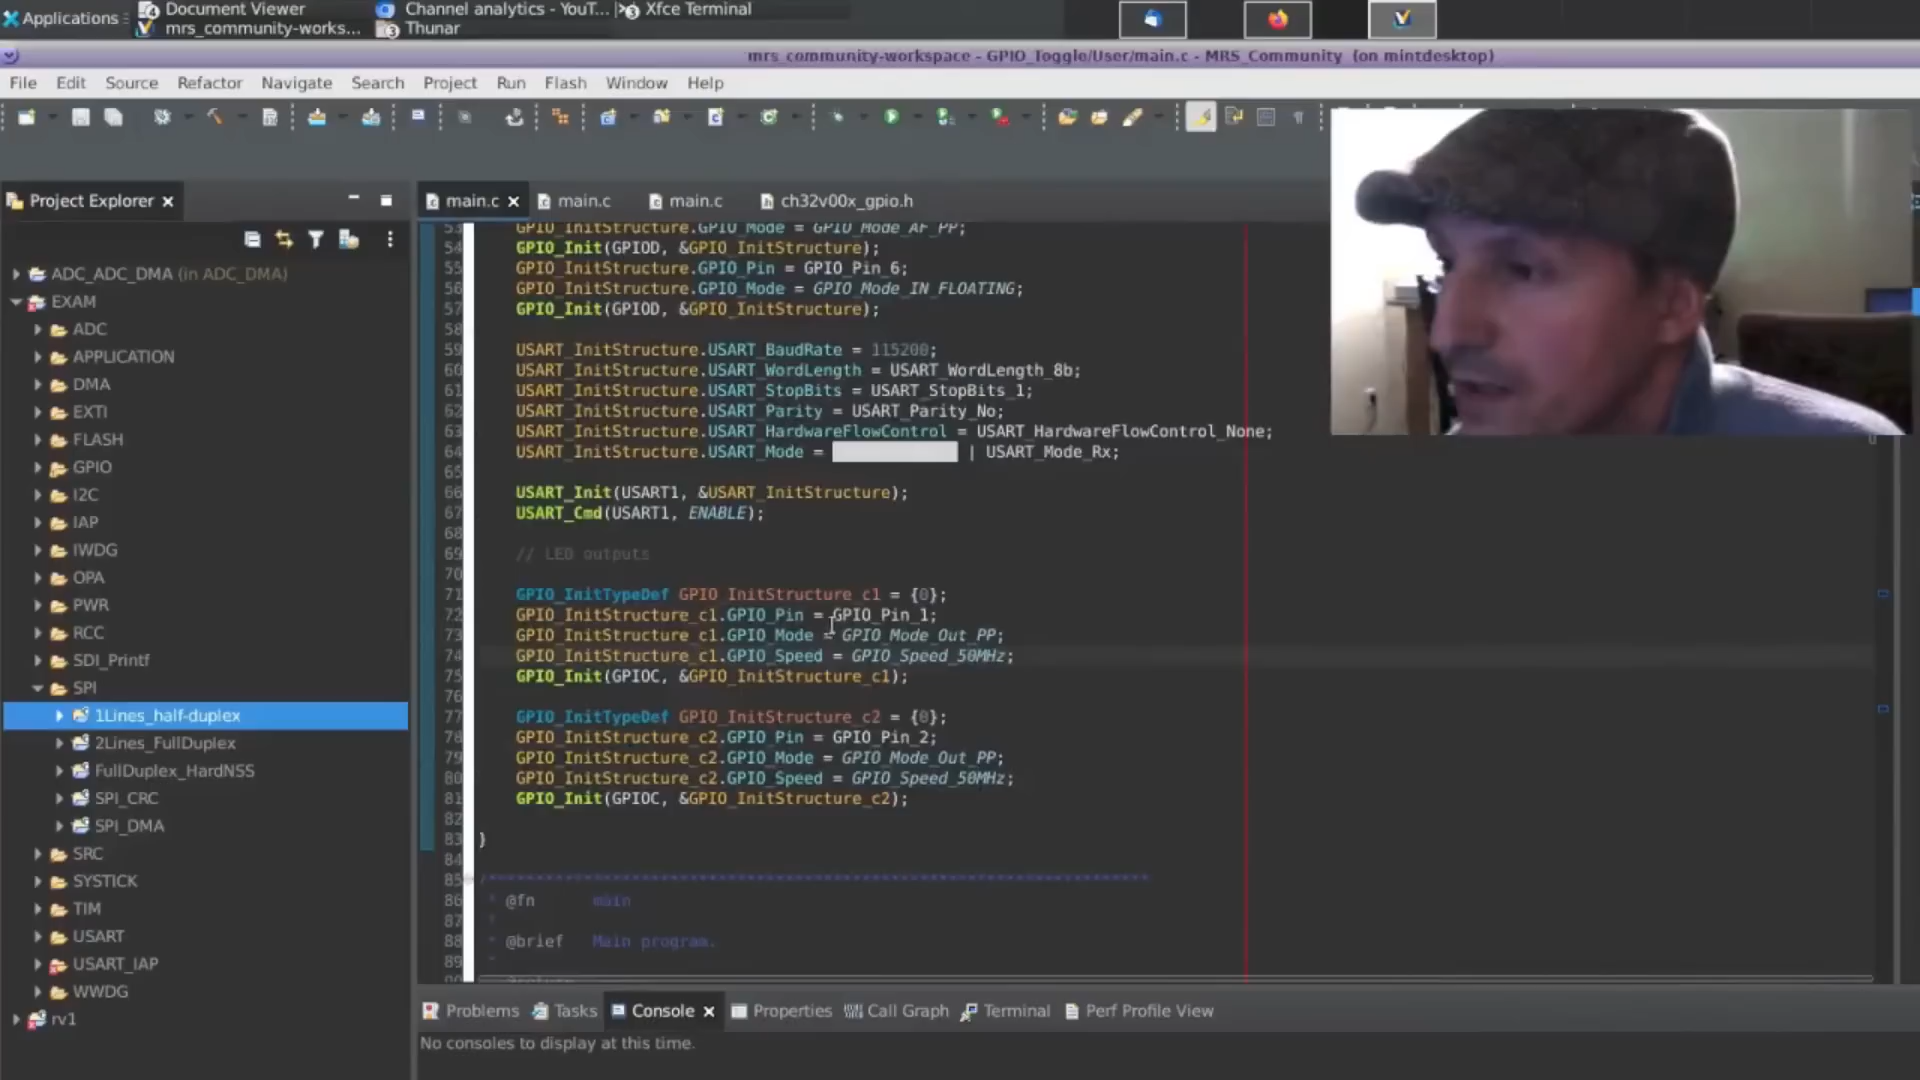 Applications
Document Viewer
mrs_community-works...
Channel analytics - YouT...
Thunar
Xfce Terminal
mrs_community-workspace - GPIO_Toggle/User/main.c - MRS_Community (on mintdesktop)
File Edit Source Refactor Navigate Search Project Run Flash Window Help
Project Explorer
main.c main.c main.c ch32v00x_gpio.h
ADC_ADC_DMA (in ADC_DMA)
EXAM
ADC
APPLICATION
DMA
EXTI
FLASH
GPIO
I2C
IAP
IWDG
OPA
PWR
RCC
SDI_Printf
SPI
1Lines_half-duplex
2Lines_FullDuplex
FullDuplex_HardNSS
SPI_CRC
SPI_DMA
SRC
SYSTICK
TIM
USART
USART_IAP
WWDG
rv1
53 GPIO_InitStructure.GPIO_Mode = GPIO_Mode_AF_PP;
54 GPIO_Init(GPIOD, &GPIO_InitStructure);
55 GPIO_InitStructure.GPIO_Pin = GPIO_Pin_6;
56 GPIO_InitStructure.GPIO_Mode = GPIO_Mode_IN_FLOATING;
57 GPIO_Init(GPIOD, &GPIO_InitStructure);
58
59 USART_InitStructure.USART_BaudRate = 115200;
60 USART_InitStructure.USART_WordLength = USART_WordLength_8b;
61 USART_InitStructure.USART_StopBits = USART_StopBits_1;
62 USART_InitStructure.USART_Parity = USART_Parity_No;
63 USART_InitStructure.USART_HardwareFlowControl = USART_HardwareFlowControl_None;
64 USART_InitStructure.USART_Mode = | USART_Mode_Rx;
65
66 USART_Init(USART1, &USART_InitStructure);
67 USART_Cmd(USART1, ENABLE);
68
69 // LED outputs
70
71 GPIO_InitTypeDef GPIO_InitStructure_c1 = {0};
72 GPIO_InitStructure_c1.GPIO_Pin = GPIO_Pin_1;
73 GPIO_InitStructure_c1.GPIO_Mode = GPIO_Mode_Out_PP;
74 GPIO_InitStructure_c1.GPIO_Speed = GPIO_Speed_50MHz;
75 GPIO_Init(GPIOC, &GPIO_InitStructure_c1);
76
77 GPIO_InitTypeDef GPIO_InitStructure_c2 = {0};
78 GPIO_InitStructure_c2.GPIO_Pin = GPIO_Pin_2;
79 GPIO_InitStructure_c2.GPIO_Mode = GPIO_Mode_Out_PP;
80 GPIO_InitStructure_c2.GPIO_Speed = GPIO_Speed_50MHz;
81 GPIO_Init(GPIOC, &GPIO_InitStructure_c2);
82
83 }
84
85
86 * @fn main
87 *
88 * @brief Main program.
89 *
90
Problems Tasks Console Properties Call Graph Terminal Perf Profile View
No consoles to display at this time.